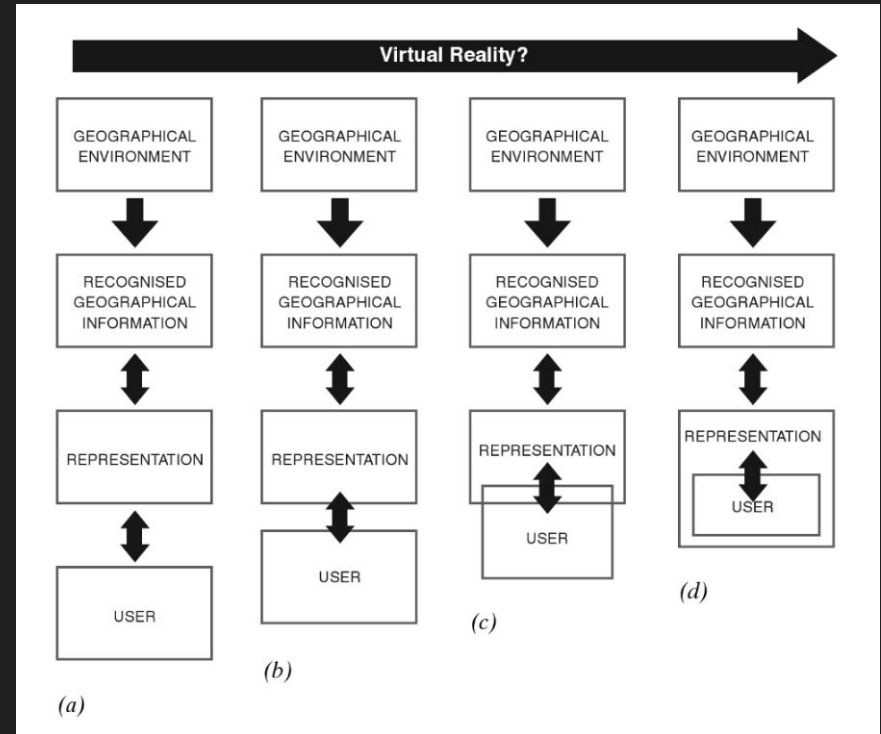 Virtual Reality?
GEOGRAPHICAL
ENVIRONMENT
RECOGNISED
GEOGRAPHICAL
INFORMATION
REPRESENTATION
USER
(a)
GEOGRAPHICAL
ENVIRONMENT
RECOGNISED
GEOGRAPHICAL
INFORMATION
REPRESENTATION
USER
(b)
GEOGRAPHICAL
ENVIRONMENT
RECOGNISED
GEOGRAPHICAL
INFORMATION
REPRESENTATION
USER
(c)
GEOGRAPHICAL
ENVIRONMENT
RECOGNISED
GEOGRAPHICAL
INFORMATION
REPRESENTATION
USER
(d)